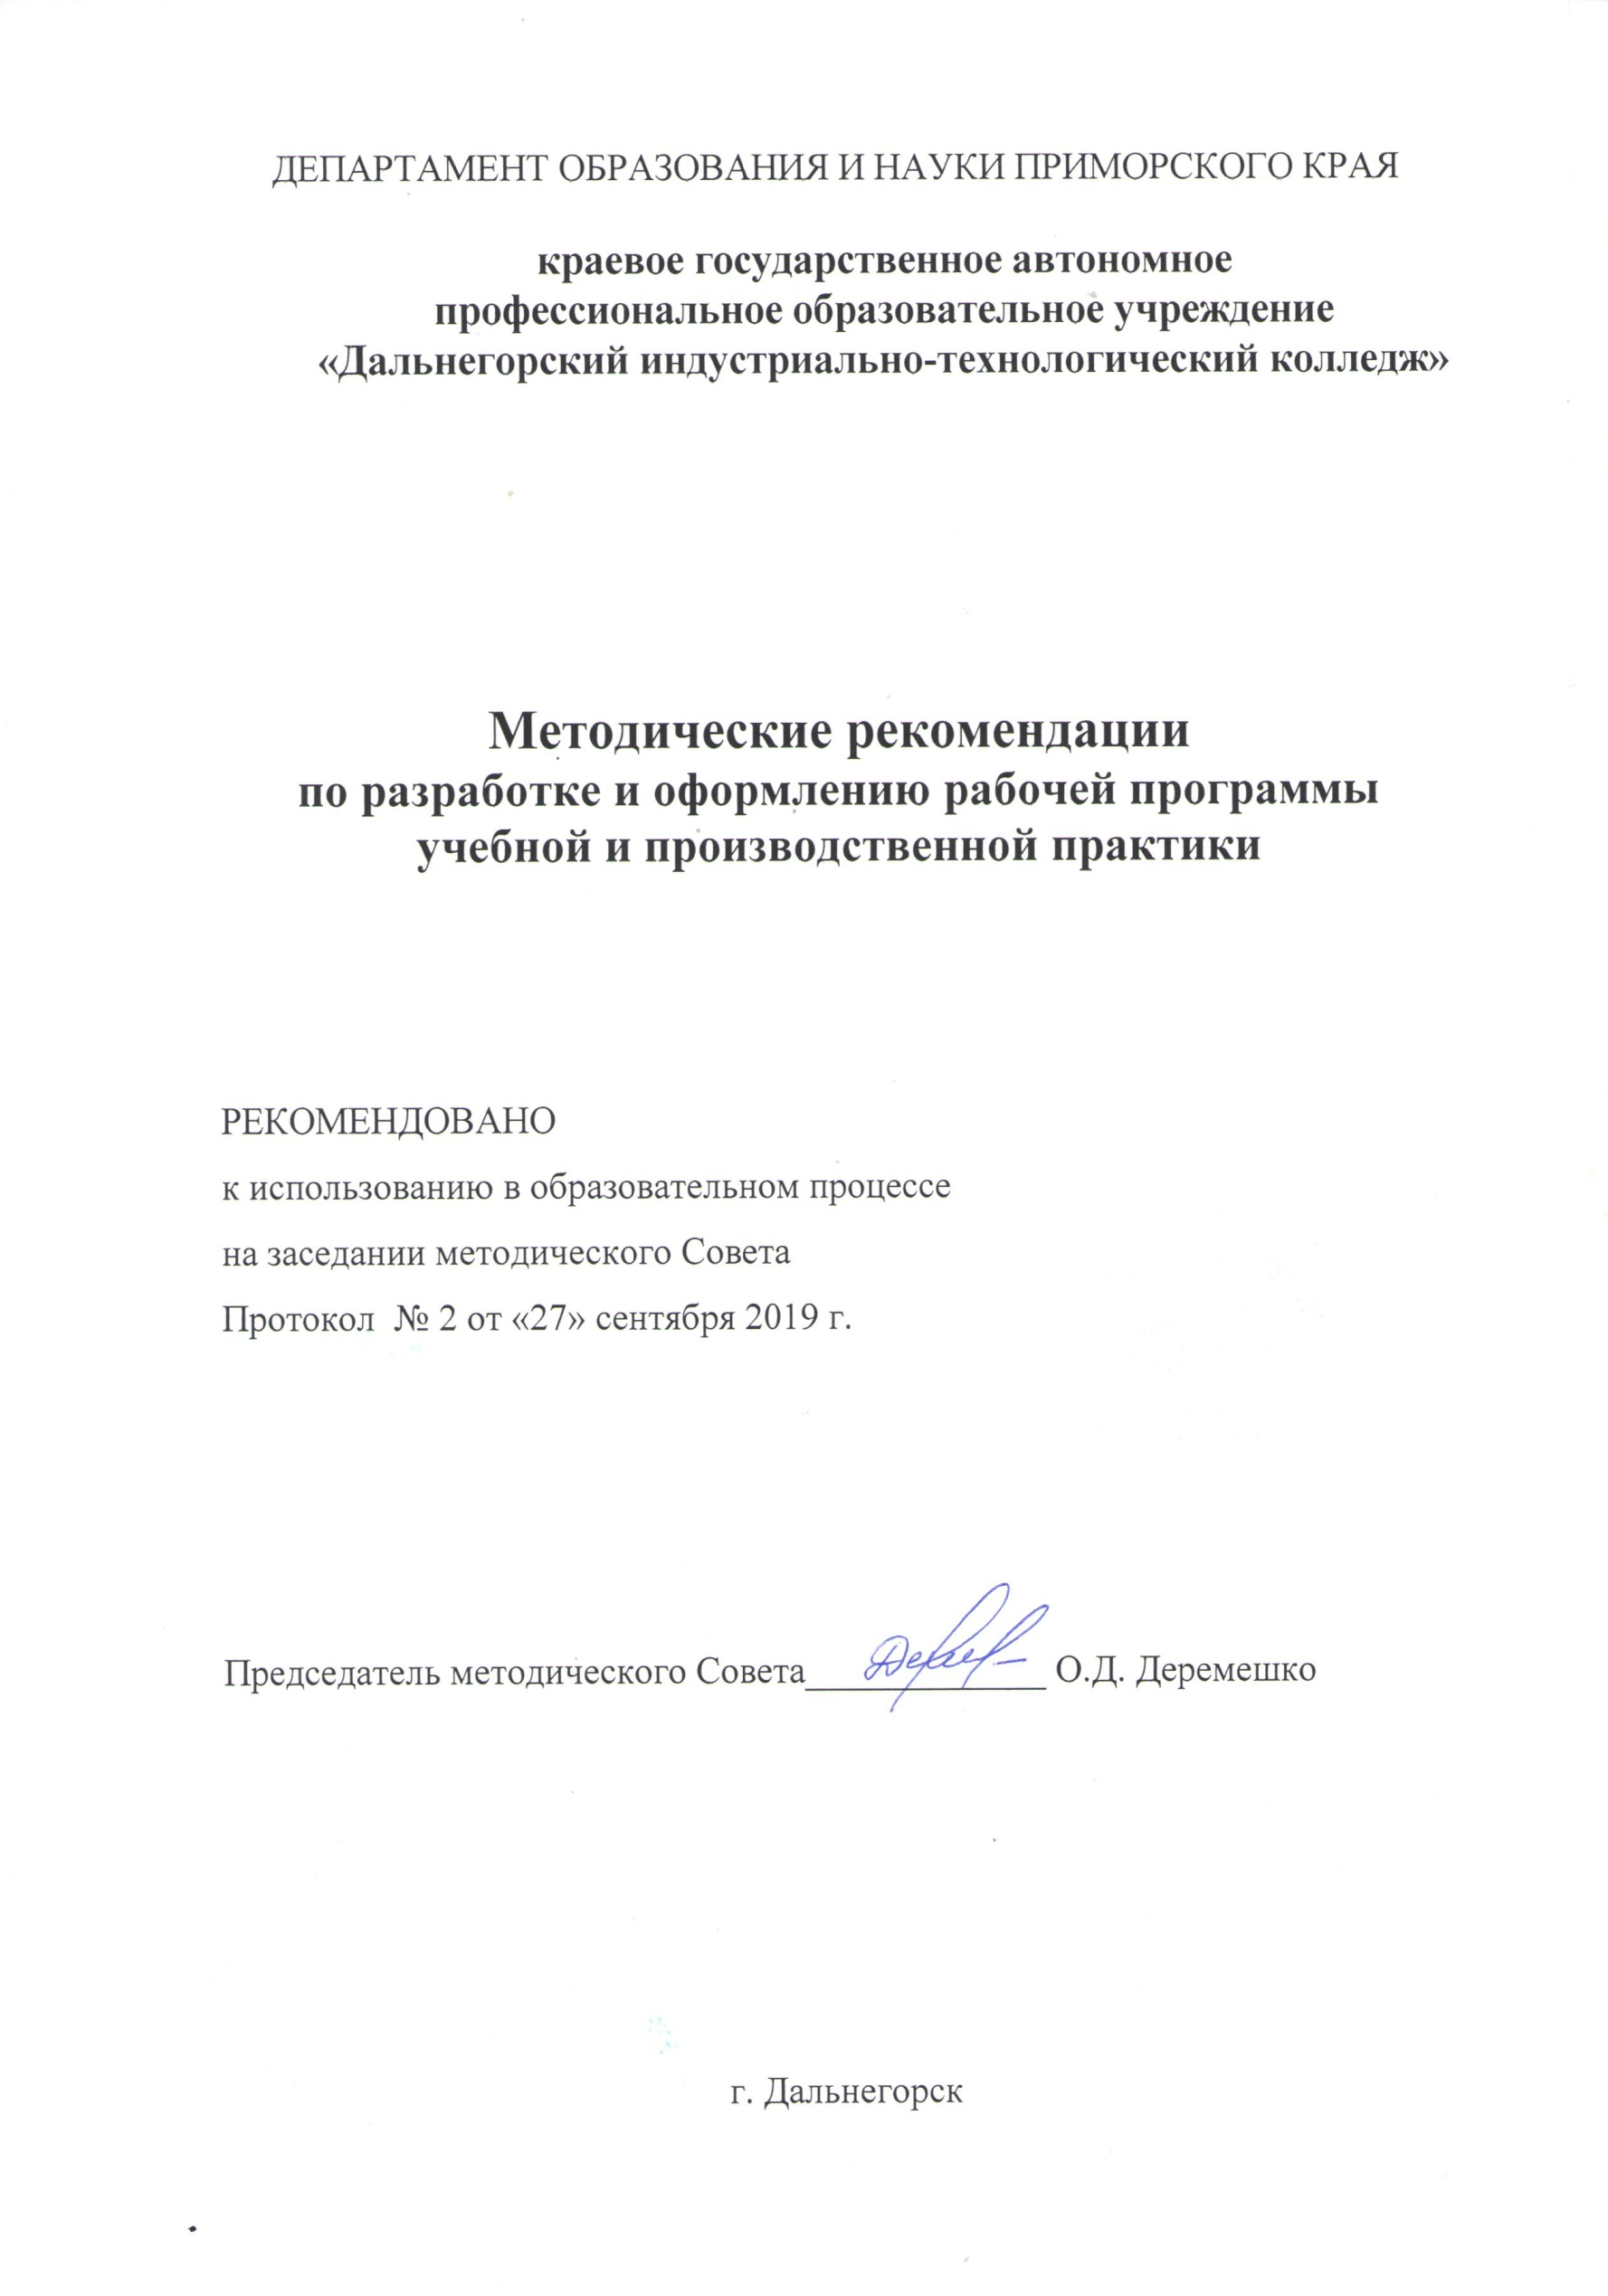 ДЕПАРТАМЕНТ ОБРАЗОВАНИЯ И НАУКИ ПРИМОРСКОГО КРАЯ
краевое государственное автономное
профессиональное образовательное учреждение
«Дальнегорский индустриально-технологический колледж»
Методические рекомендации
по разработке и оформлению рабочей программы
учебной и производственной практики
РЕКОМЕНДОВАНО
к использованию в образовательном процессе
на заседании методического Совета
Протокол № 2 от «27» сентября 2019 г.
Председатель методического Совета____________ О.Д. Деремешко
г. Дальнегорск